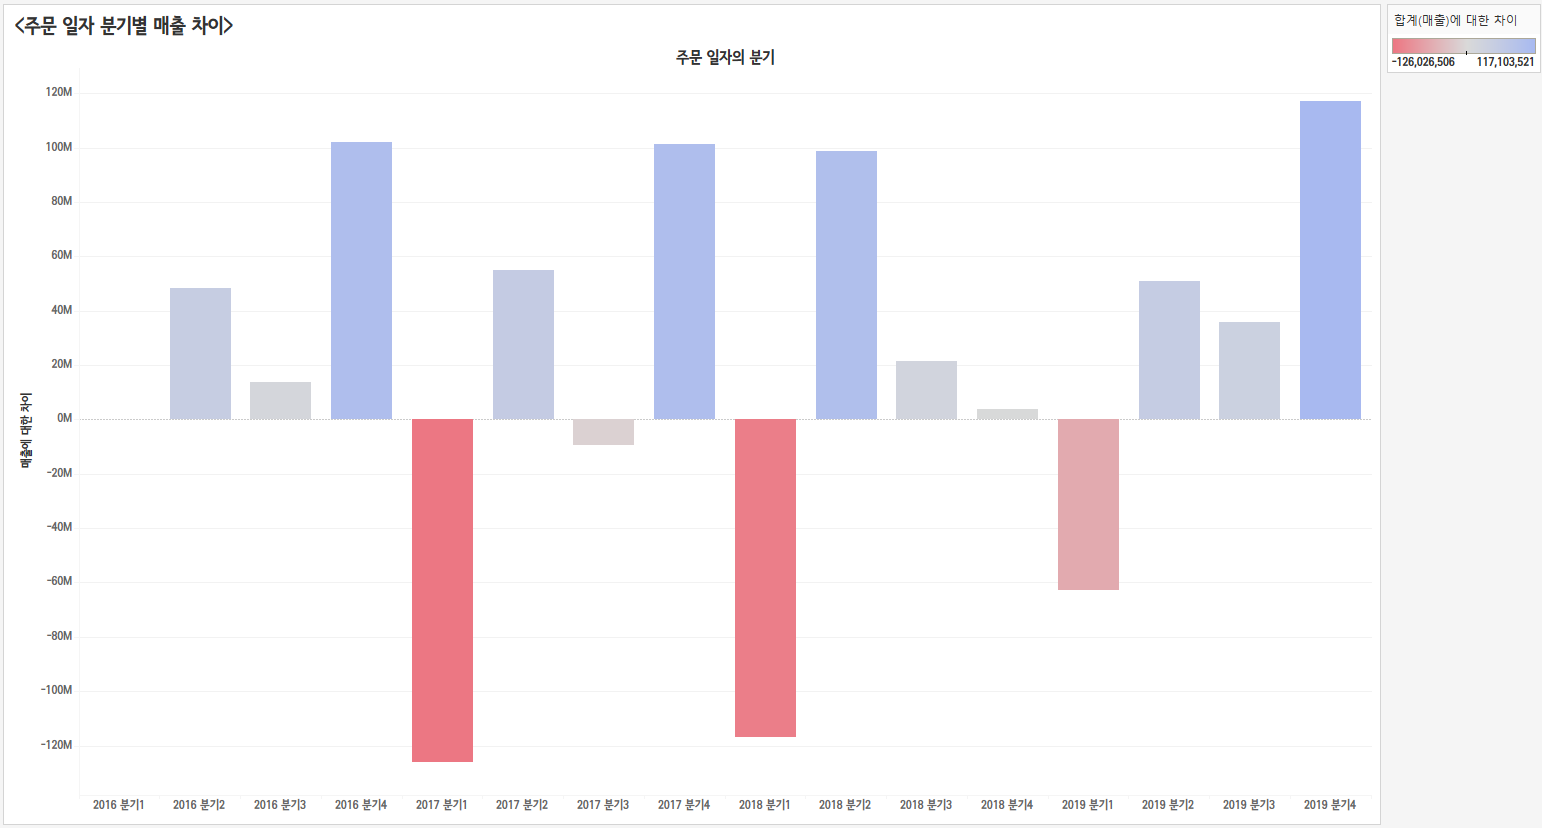 <주문 일자 분기별 매출 차이>
주문 일자의 분기
합계(매출)에 대한 차이
-126,026,506 117,103,521
매출에 대한 차이
120M
100M
80M
60M
40M
20M
0M
-20M
-40M
-60M
-80M
-100M
-120M
2016 분기1 2016 분기2 2016 분기3 2016 분기4 2017 분기1 2017 분기2 2017 분기3 2017 분기4 2018 분기1 2018 분기2 2018 분기3 2018 분기4 2019 분기1 2019 분기2 2019 분기3 2019 분기4